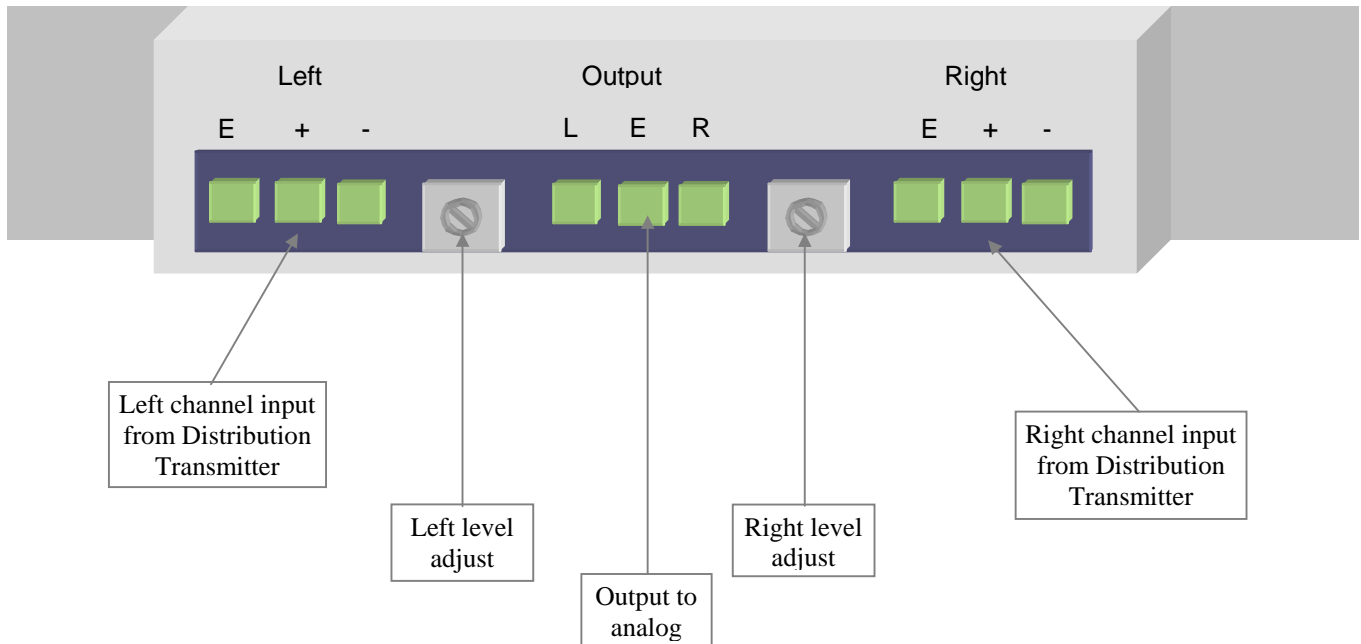 Left Output Right
E + - L E R E + -
Left channel input
from Distribution
Transmitter
Right channel input
from Distribution
Transmitter
Left level
adjust
Right level
adjust
Output to
analog